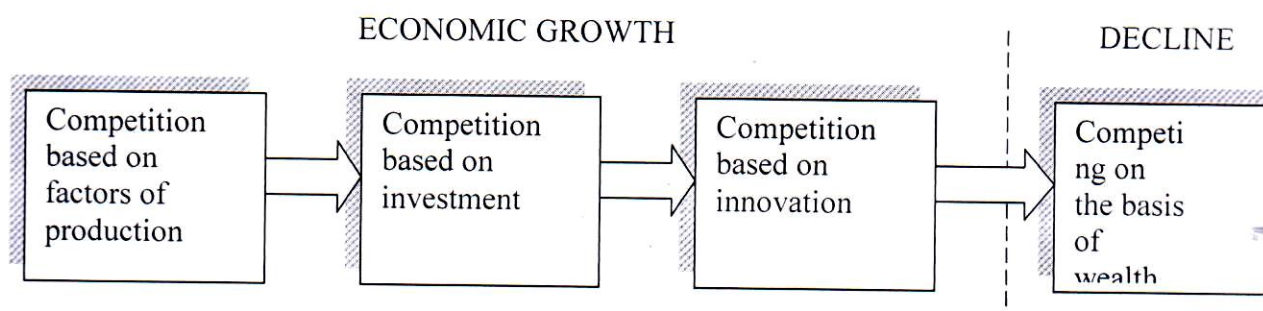 ECONOMIC GROWTH
DECLINE
Competition
based on
factors of
production
Competition
based on
investment
Competition
based on
innovation
Competi
ng on
the basis
of
wealth